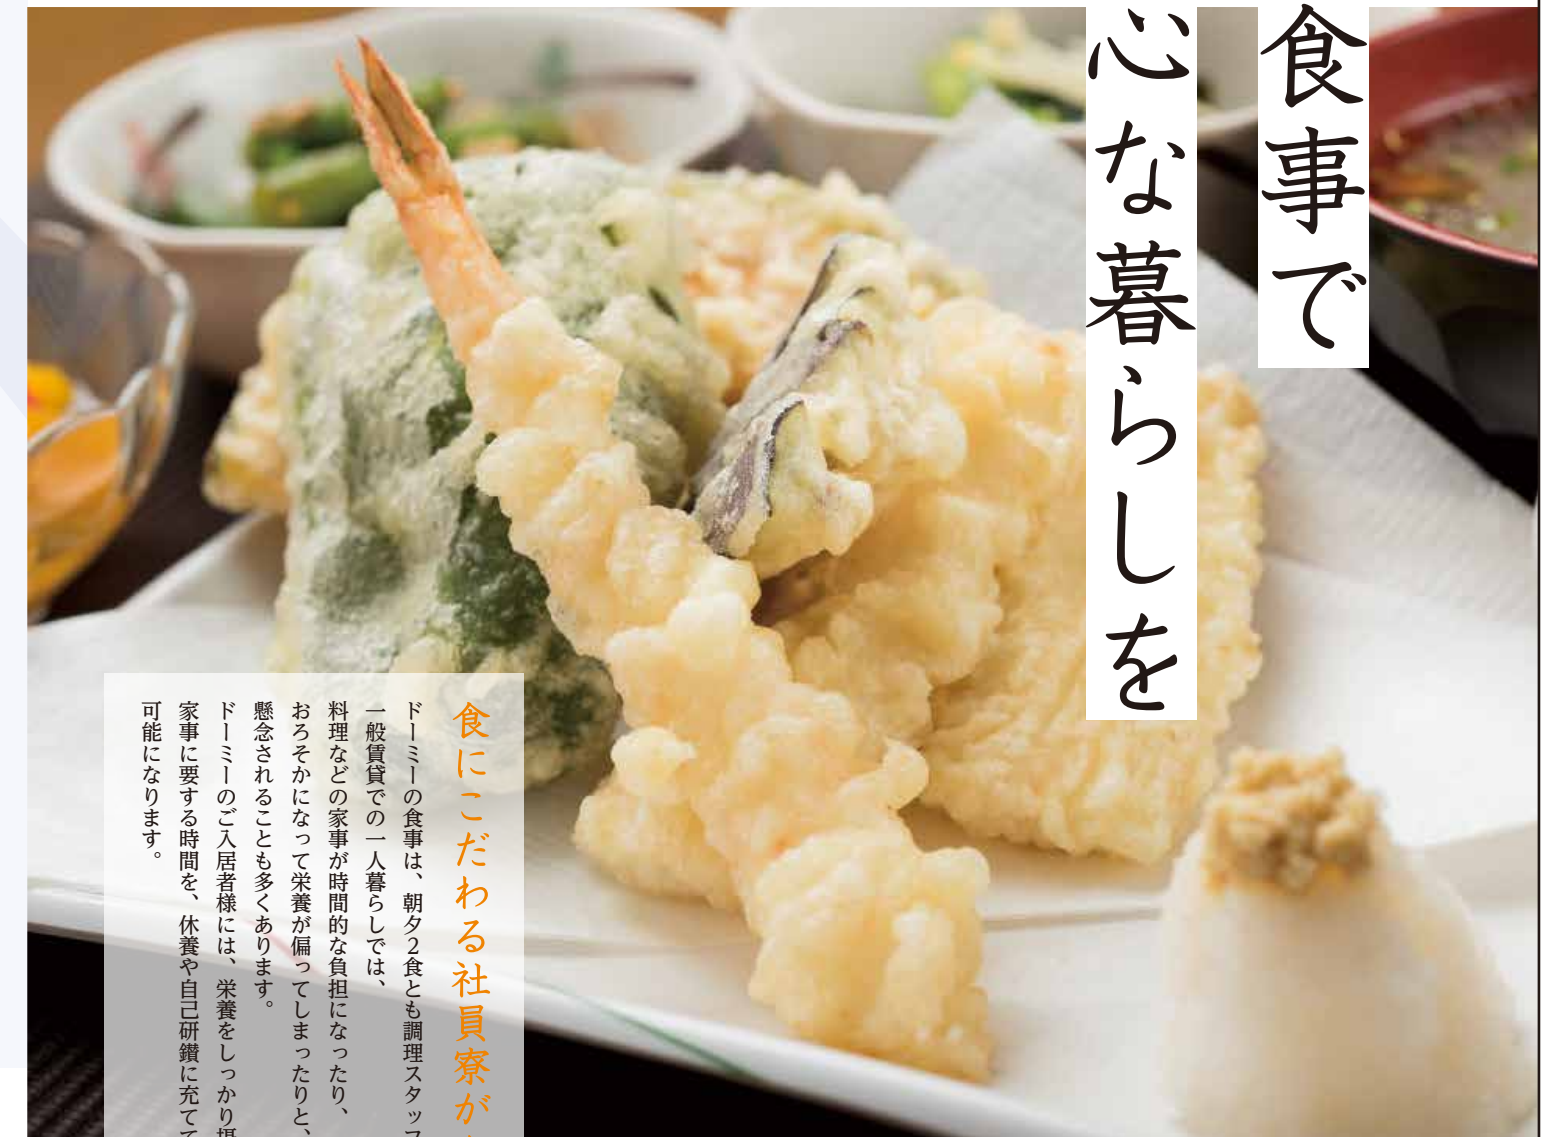 食事で
心な暮らしを
食にこだわる社員寮が
ドーミーの食事は、朝夕2食とも調理スタッフ
一般賃貸での一人暮らしでは、
料理などの家事が時間的な負担になったり、
おろそかになって栄養が偏ってしまったりと、
懸念されることも多くあります。
ドーミーのご入居者様には、栄養をしっかり摂
家事に要する時間を、休養や自己研鑽に充てて
可能になります。